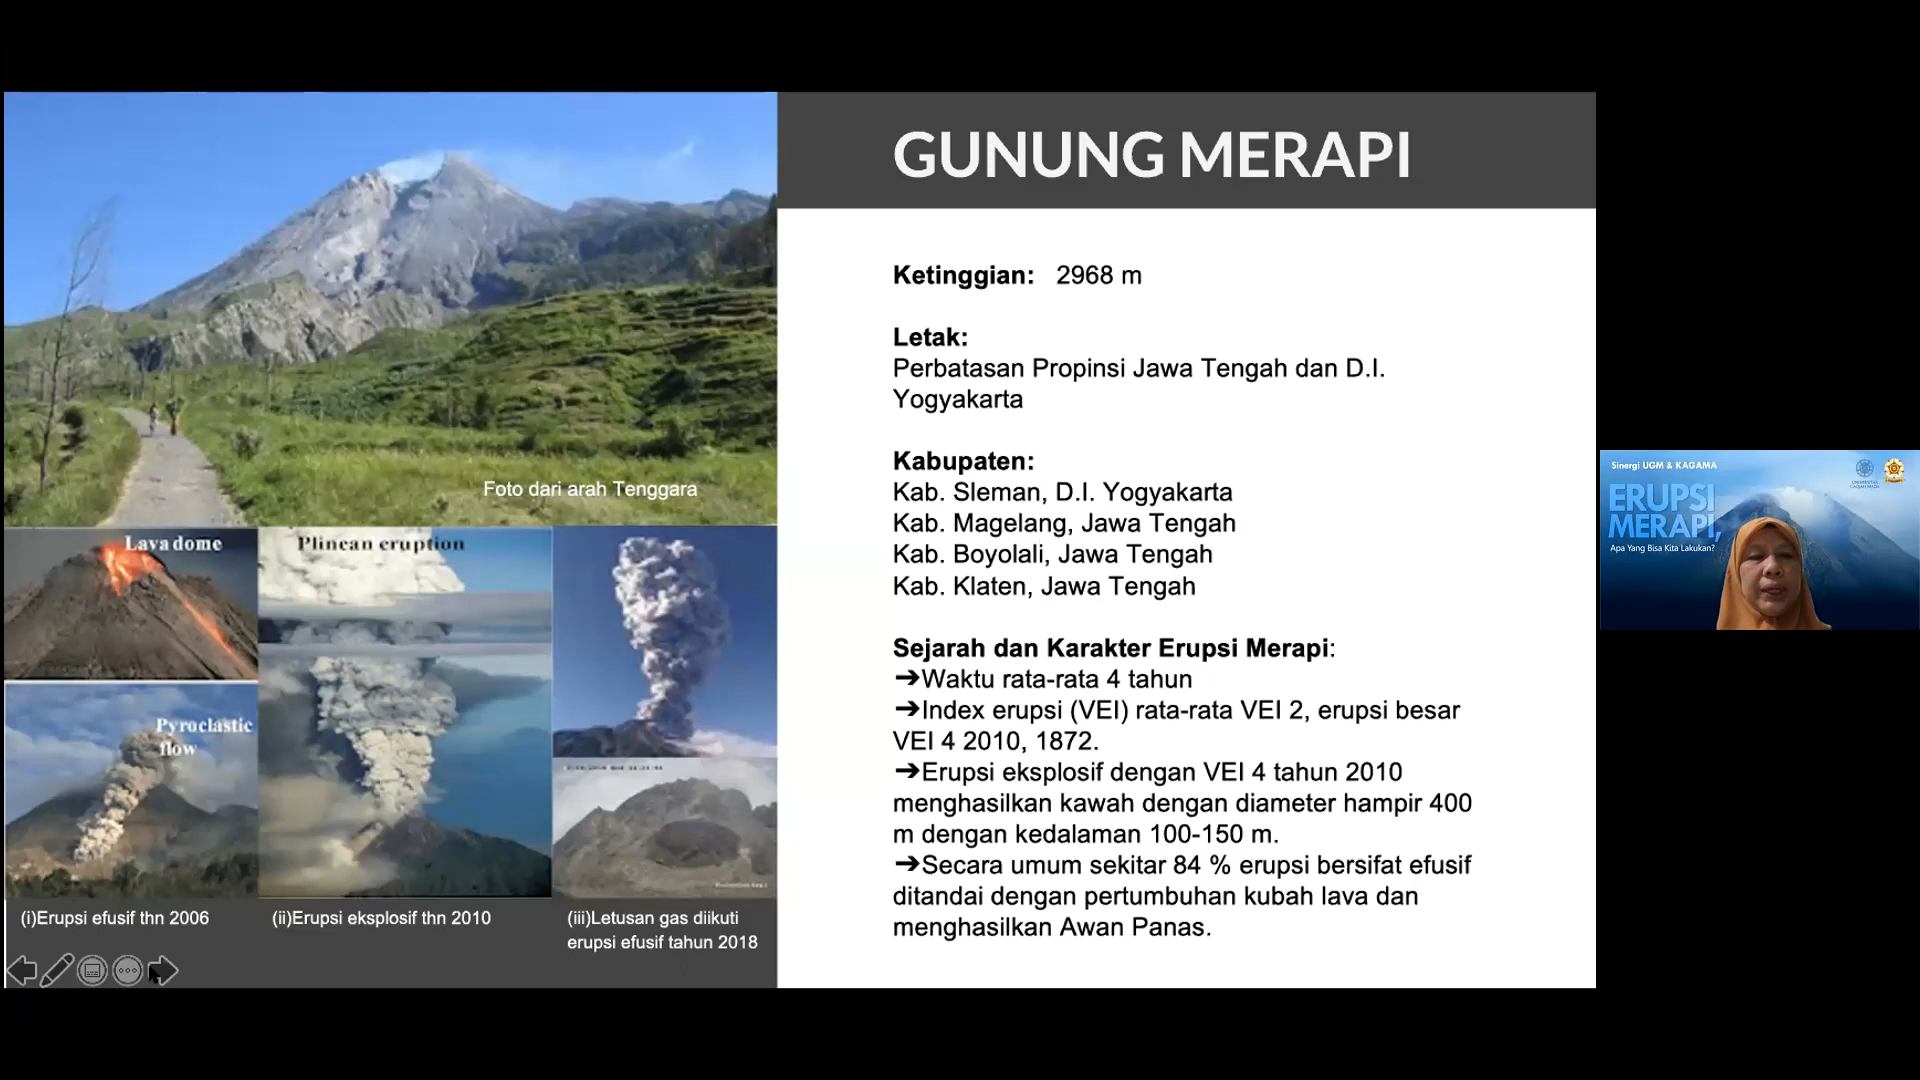 GUNUNG MERAPI
Ketinggian: 2968 m
Letak:
Perbatasan Propinsi Jawa Tengah dan D.I.
Yogyakarta
Kabupaten:
Kab. Sleman, D.I. Yogyakarta
Kab. Magelang, Jawa Tengah
Kab. Boyolali, Jawa Tengah
Kab. Klaten, Jawa Tengah
Sejarah dan Karakter Erupsi Merapi:
➔Waktu rata-rata 4 tahun
➔Index erupsi (VEI) rata-rata VEI 2, erupsi besar
VEI 4 2010, 1872.
➔Erupsi eksplosif dengan VEI 4 tahun 2010
menghasilkan kawah dengan diameter hampir 400
m dengan kedalaman 100-150 m.
➔Secara umum sekitar 84 % erupsi bersifat efusif
ditandai dengan pertumbuhan kubah lava dan
menghasilkan Awan Panas.
Foto dari arah Tenggara
Lava dome
Plinean eruption
Pyroclastic
flow
(i)Erupsi efusif thn 2006
(ii)Erupsi eksplosif thn 2010
(iii)Letusan gas diikuti
erupsi efusif tahun 2018
Sinergi UGM & KAGAMA
ERUPSI
MERAPI,
Apa Yang Bisa Kita Lakukan?